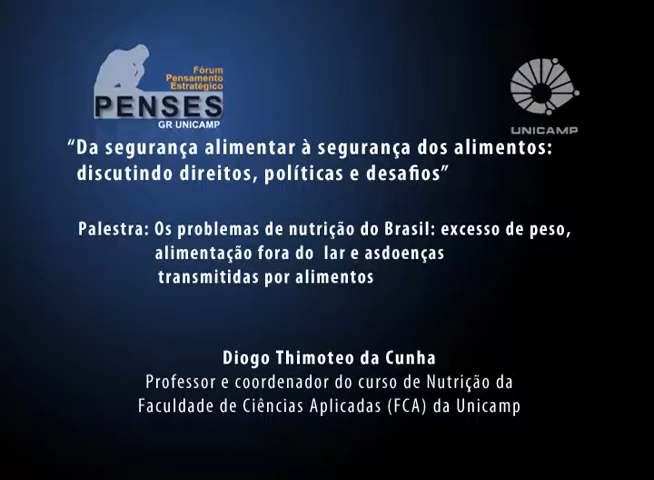 Fórum
Pensamento
Estratégico
PENSES
GR UNICAMP
UNICAMP
“Da segurança alimentar à segurança dos alimentos:
discutindo direitos, políticas e desafios”
Palestra: Os problemas de nutrição do Brasil: excesso de peso,
alimentação fora do lar e asdoenças
transmitidas por alimentos
Diogo Thimoteo da Cunha
Professor e coordenador do curso de Nutrição da
Faculdade de Ciências Aplicadas (FCA) da Unicamp